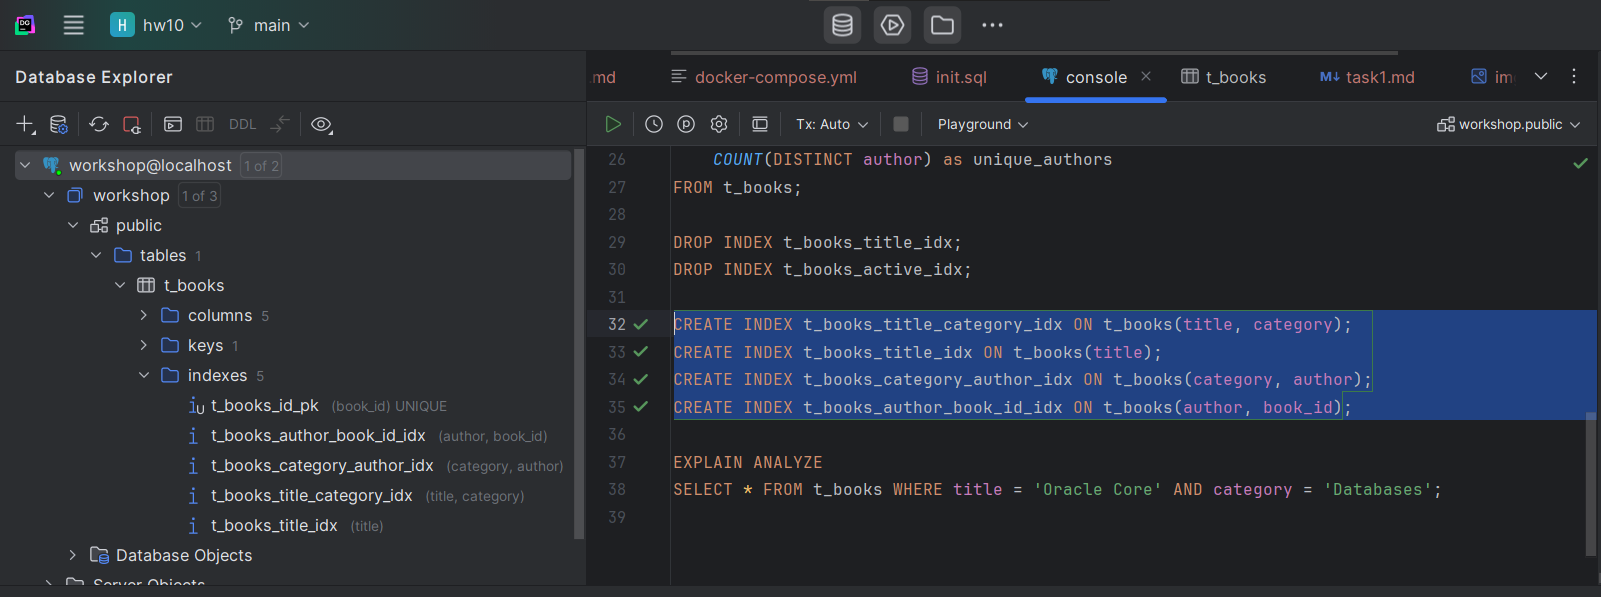 DG H hw10 main
Database Explorer
.md docker-compose.yml init.sql console t_books M↓ task1.md im
DDL Tx: Auto Playground workshop.public
workshop@localhost 1 of 2
workshop 1 of 3
public
tables 1
t_books
columns 5
keys 1
indexes 5
t_books_id_pk (book_id) UNIQUE
t_books_author_book_id_idx (author, book_id)
t_books_category_author_idx (category, author)
t_books_title_category_idx (title, category)
t_books_title_idx (title)
Database Objects
Server Objects
26 COUNT(DISTINCT author) as unique_authors
27 FROM t_books;
28
29 DROP INDEX t_books_title_idx;
30 DROP INDEX t_books_active_idx;
31
32 CREATE INDEX t_books_title_category_idx ON t_books(title, category);
33 CREATE INDEX t_books_title_idx ON t_books(title);
34 CREATE INDEX t_books_category_author_idx ON t_books(category, author);
35 CREATE INDEX t_books_author_book_id_idx ON t_books(author, book_id);
36
37 EXPLAIN ANALYZE
38 SELECT * FROM t_books WHERE title = 'Oracle Core' AND category = 'Databases';
39